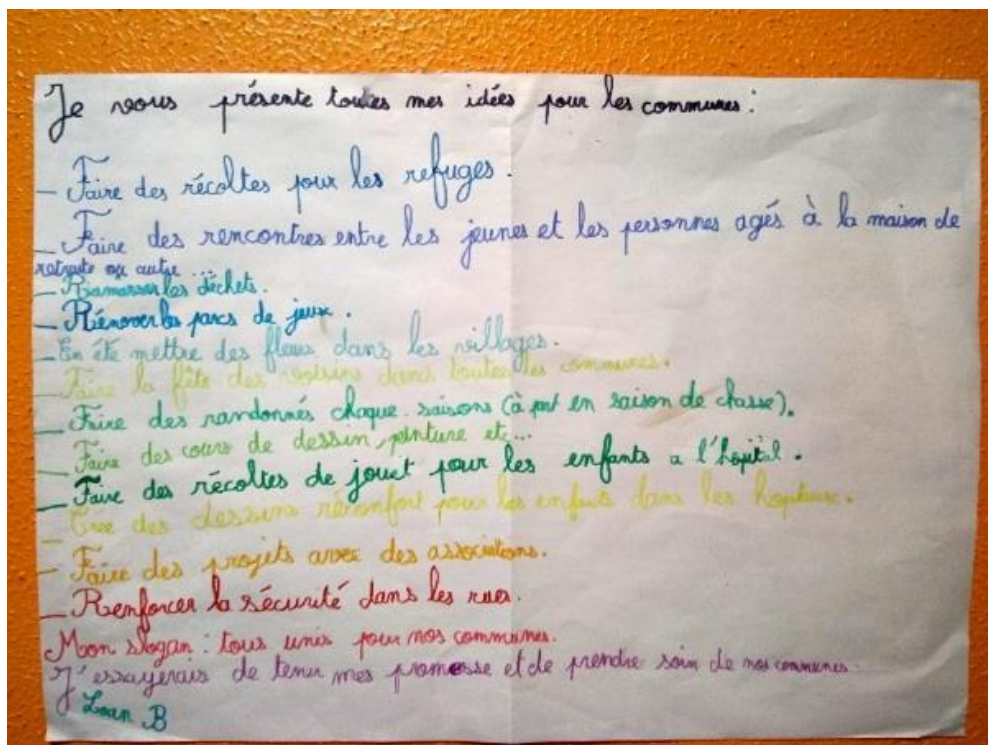 Je vous présente toutes mes idées pour les communes :
- Faire des récoltes pour les refuges.
- Faire des rencontres entre les jeunes et les personnes agés à la maison de
retraite ou autre ...
- Ramasser les déchets.
- Rénover les parcs de jeux.
- En été mettre des fleurs dans les villages.
- Faire la fête des voisins dans toutes les communes.
- Faire des randonnés chaque saisons (à part en saison de chasse).
- Faire des cours de dessin, peinture etc...
- Faire des récoltes de jouet pour les enfants a l'hôpital.
- Cree des dessins réconfort pour les enfants dans les hopitaux.
- Faire des projets avec des associations.
- Renforcer la sécurité dans les rues.
Mon slogan : tous unis pour nos communes.
J'essayerais de tenir mes promesse et de prendre soin de nos communes.
Loan B